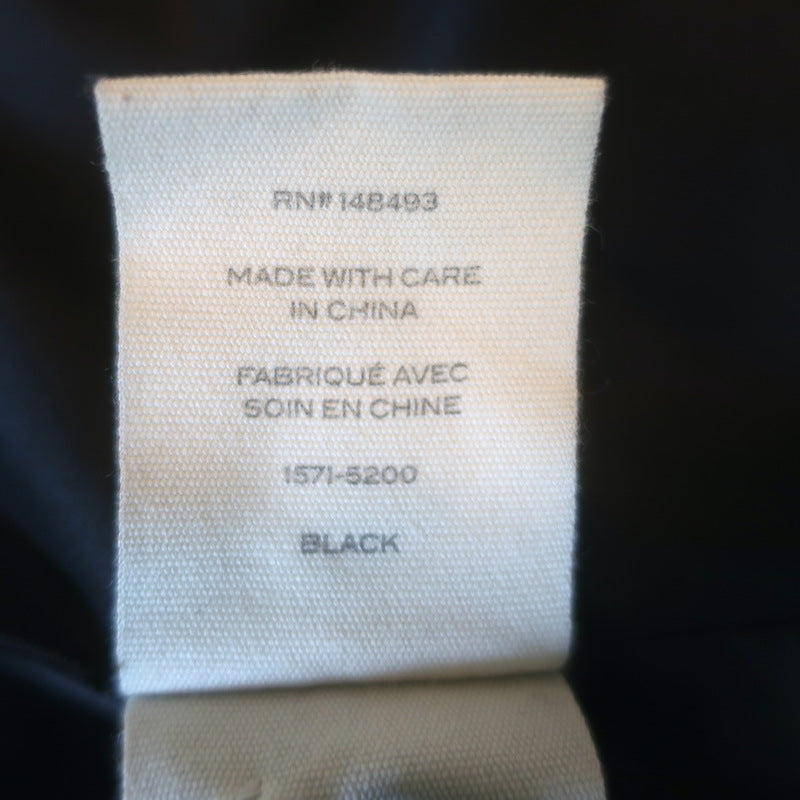 RN# 148493
MADE WITH CARE
IN CHINA
FABRIQUÉ AVEC
SOIN EN CHINE
1571-5200
BLACK